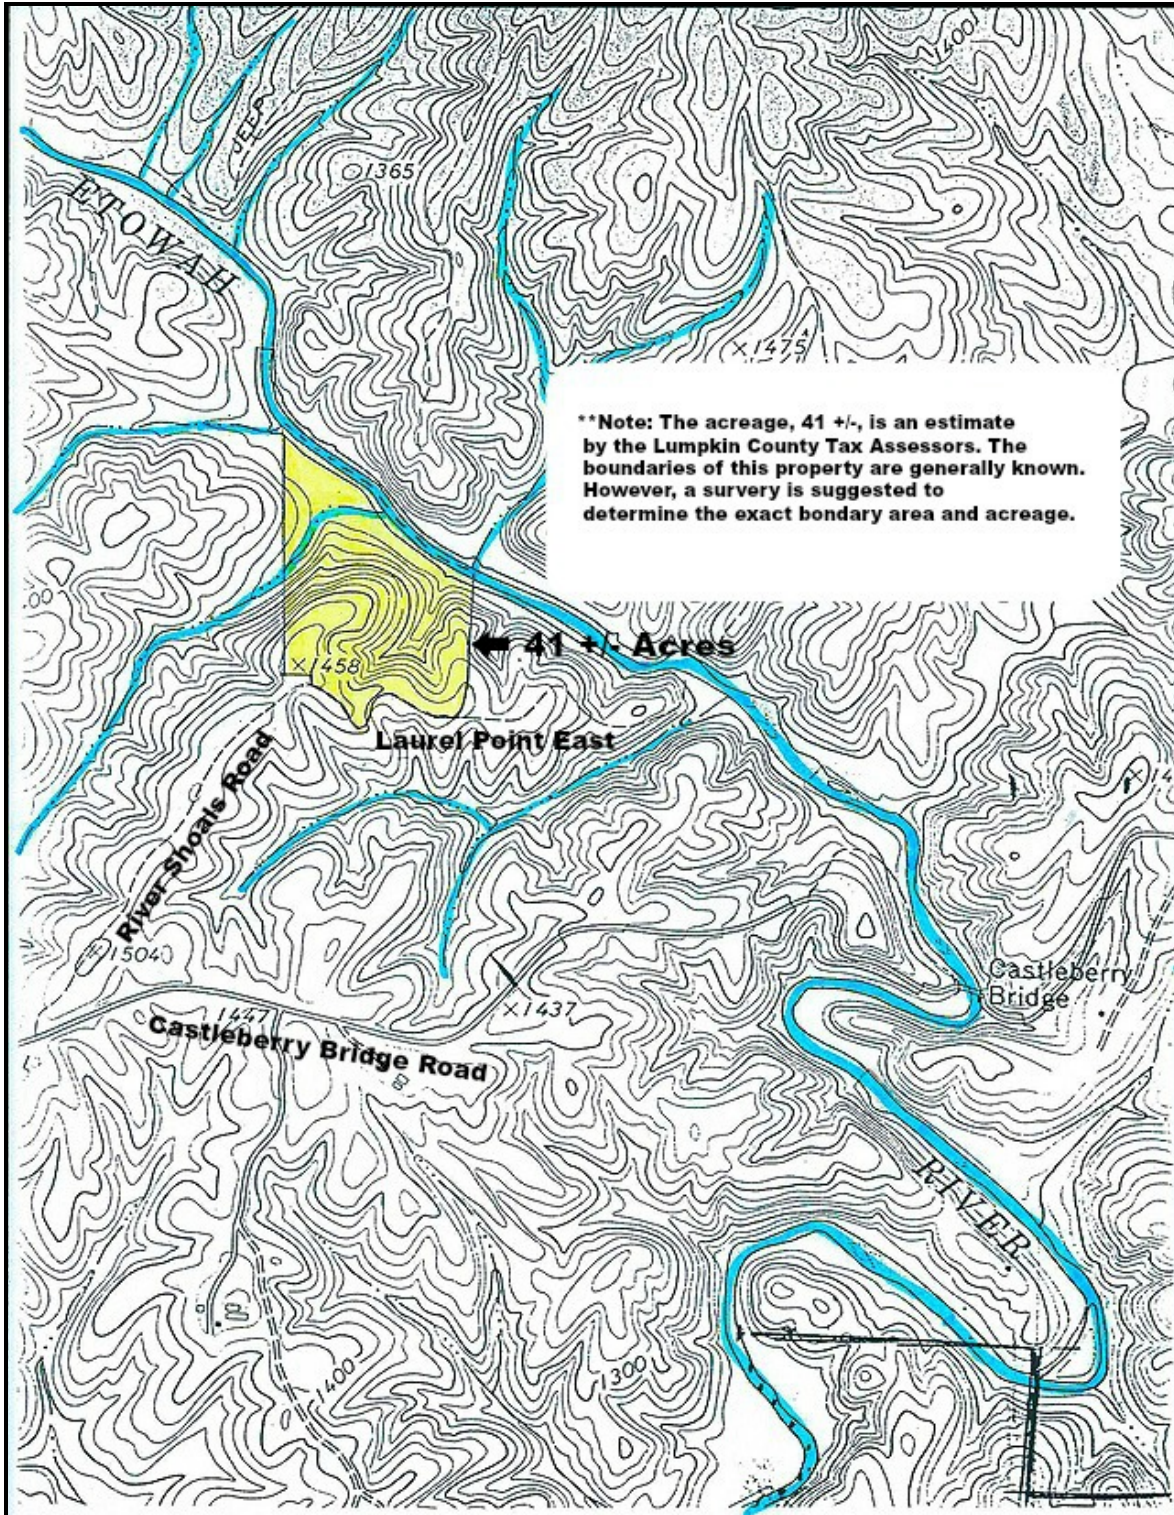 1400
JEEP
1365
ETOWAH
×1475
**Note: The acreage, 41 +/-, is an estimate
by the Lumpkin County Tax Assessors. The
boundaries of this property are generally known.
However, a survery is suggested to
determine the exact bondary area and acreage.
41 +/- Acres
×1458
Laurel Point East
River Shoals Road
×1504
Castleberry
Bridge
×1437
1447
Castleberry Bridge Road
RIVER
1300
1400